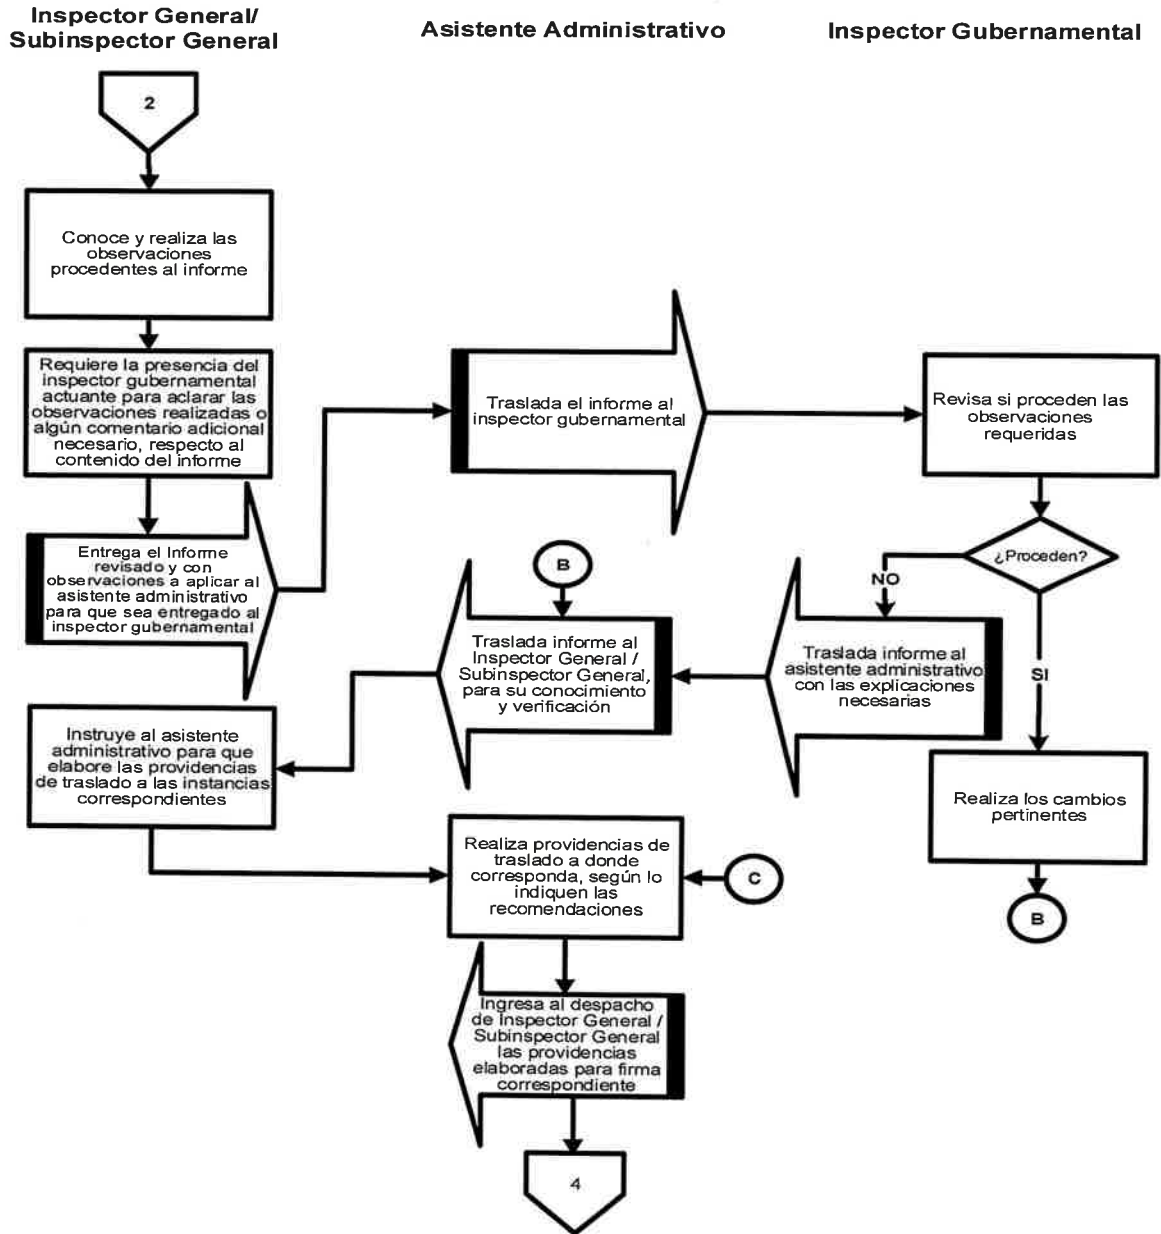 Inspector General/
Subinspector General
Asistente Administrativo
Inspector Gubernamental
2
Conoce y realiza las
observaciones
procedentes al informe
Requiere la presencia del
inspector gubernamental
actuante para aclarar las
observaciones realizadas o
algún comentario adicional
necesario, respecto al
contenido del informe
Traslada el informe al
inspector gubernamental
Revisa si proceden las
observaciones
requeridas
Entrega el Informe
revisado y con
observaciones a aplicar al
asistente administrativo
para que sea entregado al
inspector gubernamental
¿Proceden?
NO
SI
B
Traslada informe al
Inspector General /
Subinspector General,
para su conocimiento
y verificación
Traslada informe al
asistente administrativo
con las explicaciones
necesarias
Instruye al asistente
administrativo para que
elabore las providencias
de traslado a las instancias
correspondientes
Realiza los cambios
pertinentes
Realiza providencias de
traslado a donde
corresponda, según lo
indiquen las
recomendaciones
C
B
Ingresa al despacho
de Inspector General /
Subinspector General
las providencias
elaboradas para firma
correspondiente
4